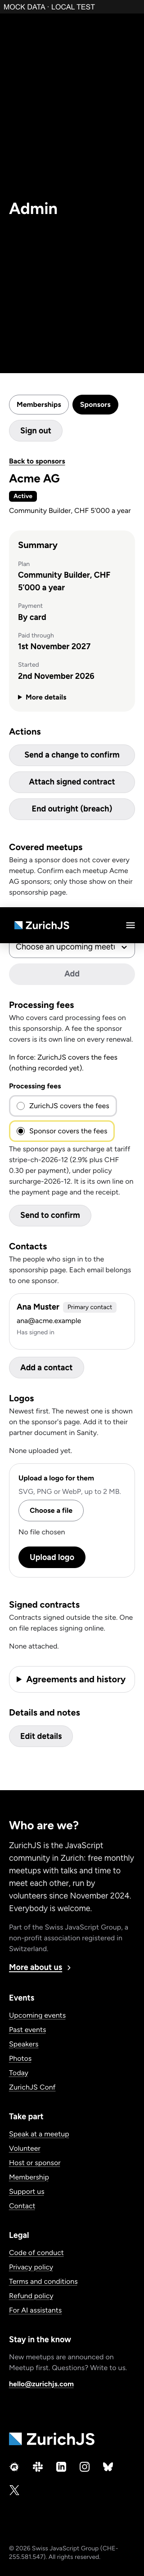 MOCK DATA · LOCAL TEST
Admin
Memberships
Sponsors
Sign out
Back to sponsors
Acme AG
Active
Community Builder, CHF 5'000 a year
Summary
Plan
Community Builder, CHF
5'000 a year
Payment
By card
Paid through
1st November 2027
Started
2nd November 2026
More details
Actions
Send a change to confirm
Attach signed contract
End outright (breach)
Covered meetups
Being a sponsor does not cover every
meetup. Confirm each meetup Acme
AG sponsors; only those show on their
sponsorship page.
ZurichJS
Choose an upcoming meeti
Add
Processing fees
Who covers card processing fees on
this sponsorship. A fee the sponsor
covers is its own line on every renewal.
In force: ZurichJS covers the fees
(nothing recorded yet).
Processing fees
ZurichJS covers the fees
Sponsor covers the fees
The sponsor pays a surcharge at tariff
stripe-ch-2026-12 (2.9% plus CHF
0.30 per payment), under policy
surcharge-2026-12. It is its own line on
the payment page and the receipt.
Send to confirm
Contacts
The people who sign in to the
sponsorship page. Each email belongs
to one sponsor.
Ana Muster
Primary contact
ana@acme.example
Has signed in
Add a contact
Logos
Newest first. The newest one is shown
on the sponsor's page. Add it to their
partner document in Sanity.
None uploaded yet.
Upload a logo for them
SVG, PNG or WebP, up to 2 MB.
Choose a file
No file chosen
Upload logo
Signed contracts
Contracts signed outside the site. One
on file replaces signing online.
None attached.
Agreements and history
Details and notes
Edit details
Who are we?
ZurichJS is the JavaScript
community in Zurich: free monthly
meetups with talks and time to
meet each other, run by
volunteers since November 2024.
Everybody is welcome.
Part of the Swiss JavaScript Group, a
non-profit association registered in
Switzerland.
More about us
Events
Upcoming events
Past events
Speakers
Photos
Today
ZurichJS Conf
Take part
Speak at a meetup
Volunteer
Host or sponsor
Membership
Support us
Contact
Legal
Code of conduct
Privacy policy
Terms and conditions
Refund policy
For AI assistants
Stay in the know
New meetups are announced on
Meetup first. Questions? Write to us.
hello@zurichjs.com
ZurichJS
© 2026 Swiss JavaScript Group (CHE-
255.581.547). All rights reserved.